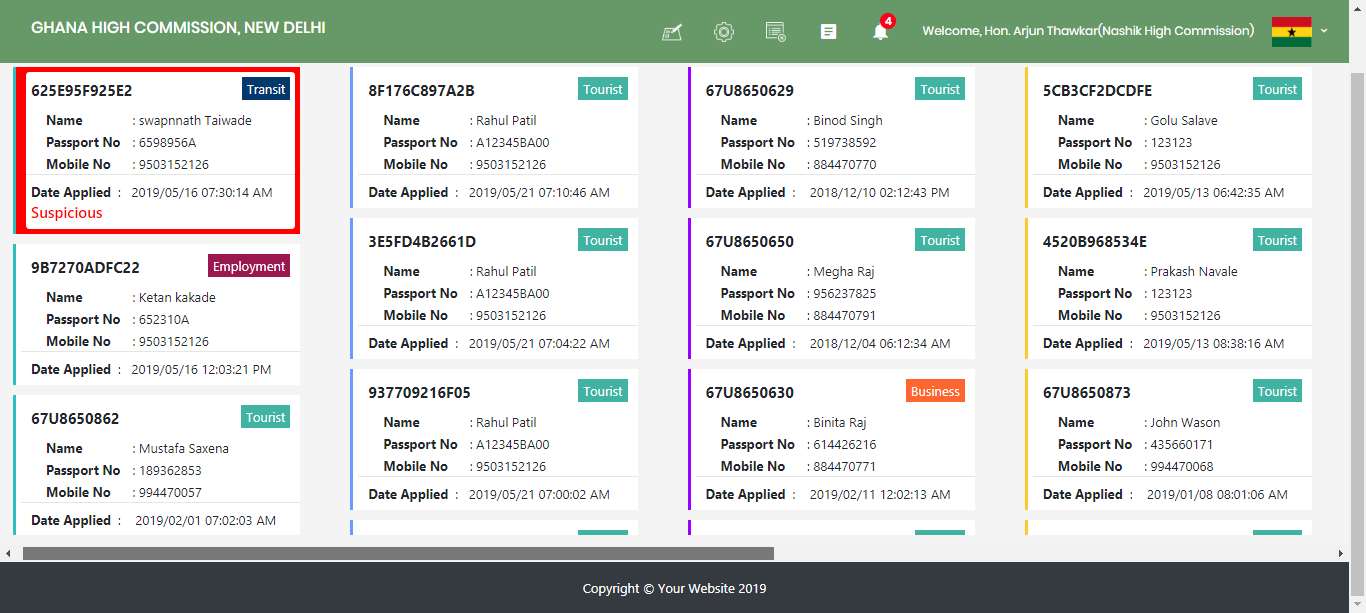 GHANA HIGH COMMISSION, NEW DELHI
4
Welcome, Hon. Arjun Thawkar(Nashik High Commission)
625E95F925E2 Transit
Name : swapnnath Taiwade
Passport No : 6598956A
Mobile No : 9503152126
Date Applied : 2019/05/16 07:30:14 AM
Suspicious
9B7270ADFC22 Employment
Name : Ketan kakade
Passport No : 652310A
Mobile No : 9503152126
Date Applied : 2019/05/16 12:03:21 PM
67U8650862 Tourist
Name : Mustafa Saxena
Passport No : 189362853
Mobile No : 994470057
Date Applied : 2019/02/01 07:02:03 AM
8F176C897A2B Tourist
Name : Rahul Patil
Passport No : A12345BA00
Mobile No : 9503152126
Date Applied : 2019/05/21 07:10:46 AM
3E5FD4B2661D Tourist
Name : Rahul Patil
Passport No : A12345BA00
Mobile No : 9503152126
Date Applied : 2019/05/21 07:04:22 AM
937709216F05 Tourist
Name : Rahul Patil
Passport No : A12345BA00
Mobile No : 9503152126
Date Applied : 2019/05/21 07:00:02 AM
67U8650629 Tourist
Name : Binod Singh
Passport No : 519738592
Mobile No : 884470770
Date Applied : 2018/12/10 02:12:43 PM
67U8650650 Tourist
Name : Megha Raj
Passport No : 956237825
Mobile No : 884470791
Date Applied : 2018/12/04 06:12:34 AM
67U8650630 Business
Name : Binita Raj
Passport No : 614426216
Mobile No : 884470771
Date Applied : 2019/02/11 12:02:13 AM
5CB3CF2DCDFE Tourist
Name : Golu Salave
Passport No : 123123
Mobile No : 9503152126
Date Applied : 2019/05/13 06:42:35 AM
4520B968534E Tourist
Name : Prakash Navale
Passport No : 123123
Mobile No : 9503152126
Date Applied : 2019/05/13 08:38:16 AM
67U8650873 Tourist
Name : John Wason
Passport No : 435660171
Mobile No : 994470068
Date Applied : 2019/01/08 08:01:06 AM
Copyright © Your Website 2019